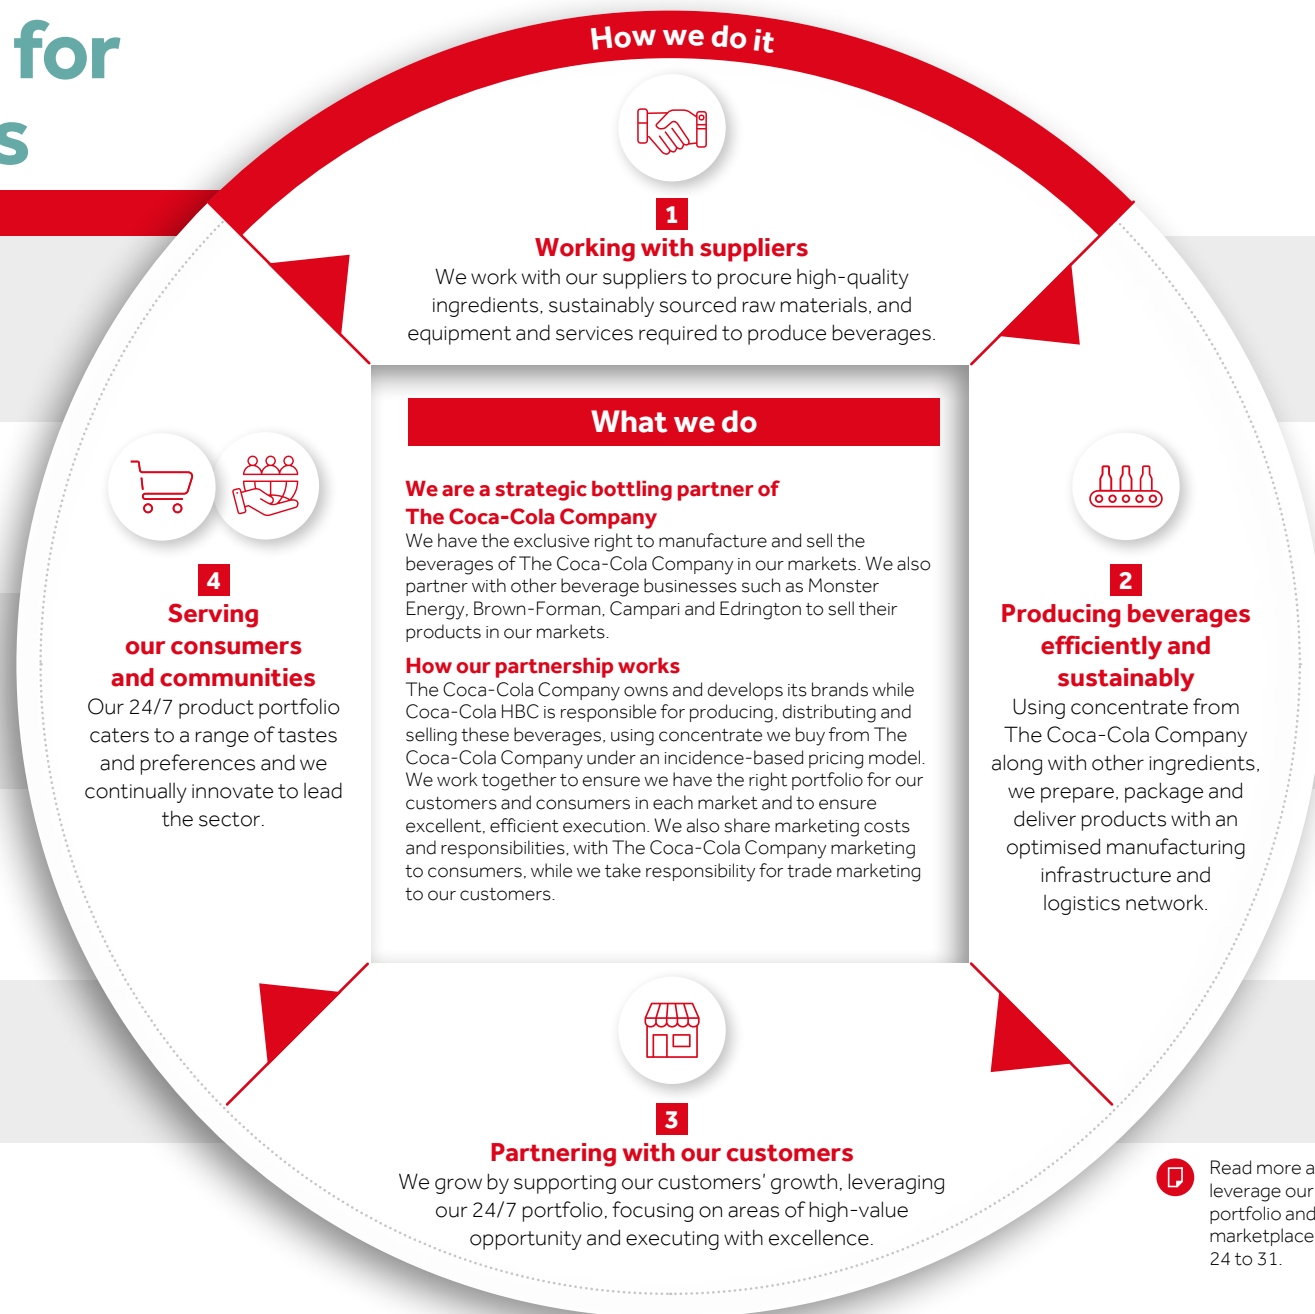 for
s
How we do it
1
Working with suppliers
We work with our suppliers to procure high-quality
ingredients, sustainably sourced raw materials, and
equipment and services required to produce beverages.
What we do
We are a strategic bottling partner of
The Coca-Cola Company
We have the exclusive right to manufacture and sell the
beverages of The Coca-Cola Company in our markets. We also
partner with other beverage businesses such as Monster
Energy, Brown-Forman, Campari and Edrington to sell their
products in our markets.
How our partnership works
The Coca-Cola Company owns and develops its brands while
Coca-Cola HBC is responsible for producing, distributing and
selling these beverages, using concentrate we buy from The
Coca-Cola Company under an incidence-based pricing model.
We work together to ensure we have the right portfolio for our
customers and consumers in each market and to ensure
excellent, efficient execution. We also share marketing costs
and responsibilities, with The Coca-Cola Company marketing
to consumers, while we take responsibility for trade marketing
to our customers.
2
Producing beverages
efficiently and
sustainably
Using concentrate from
The Coca-Cola Company
along with other ingredients,
we prepare, package and
deliver products with an
optimised manufacturing
infrastructure and
logistics network.
3
Partnering with our customers
We grow by supporting our customers' growth, leveraging
our 24/7 portfolio, focusing on areas of high-value
opportunity and executing with excellence.
4
Serving
our consumers
and communities
Our 24/7 product portfolio
caters to a range of tastes
and preferences and we
continually innovate to lead
the sector.
Read more a
leverage our
portfolio and
marketplace
24 to 31.